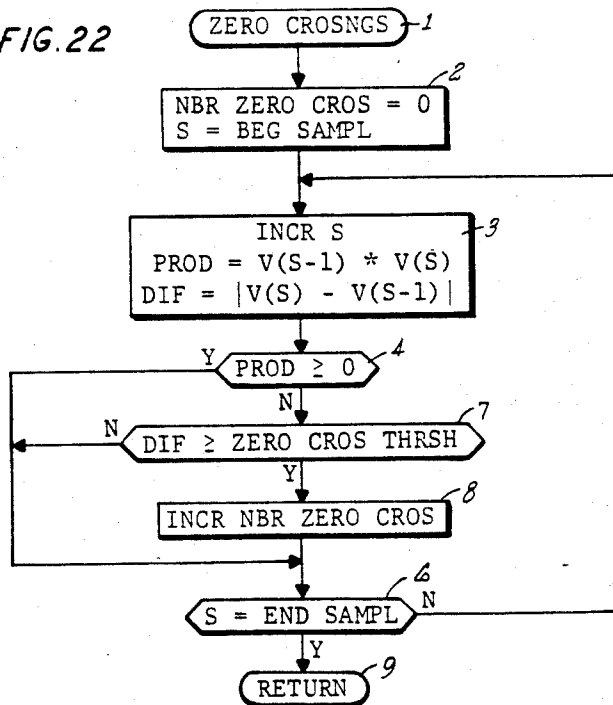 FIG.22
ZERO CROSNGS
1
2
NBR ZERO CROS = 0
S = BEG SAMPL
3
INCR S
PROD = V(S-1) * V(S)
DIF = |V(S) - V(S-1)|
4
Y
PROD ≥ 0
N
7
N
DIF ≥ ZERO CROS THRSH
Y
8
INCR NBR ZERO CROS
6
S = END SAMPL
N
Y
9
RETURN